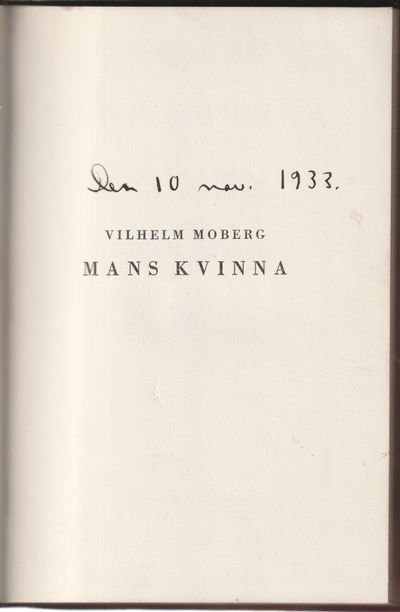 Den 10 nov. 1933.
VILHELM MOBERG
MANS KVINNA